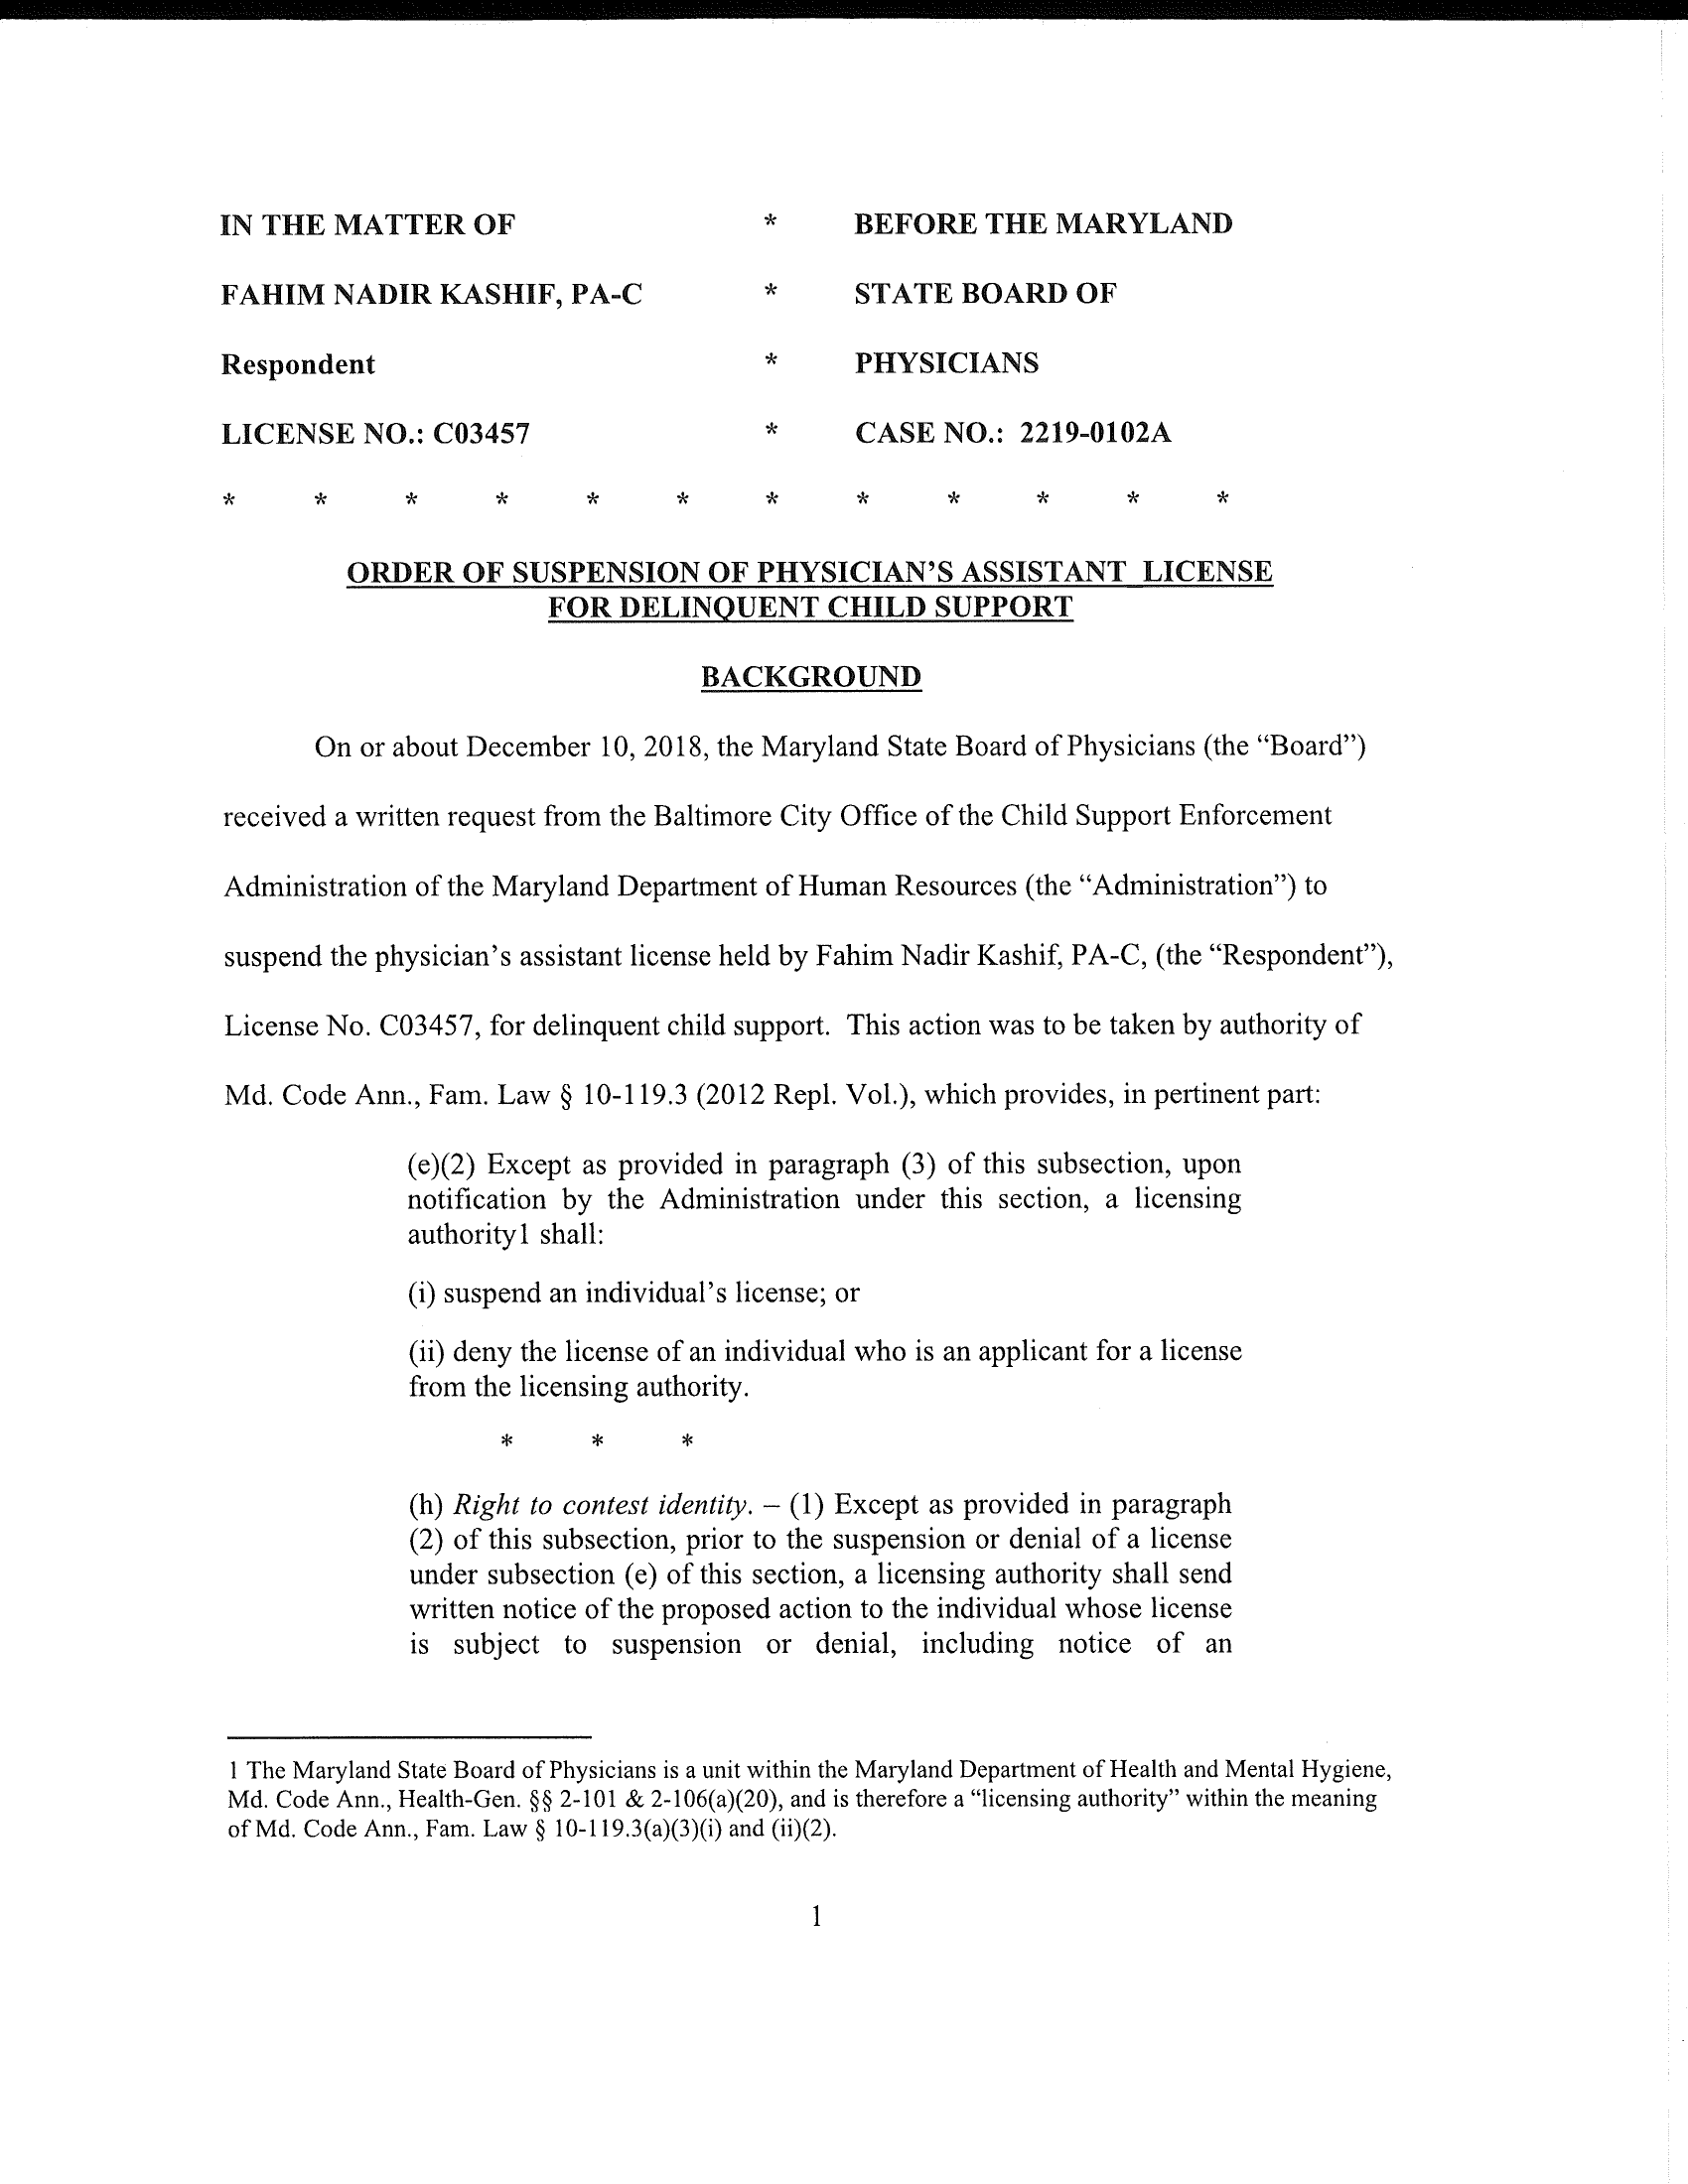 IN THE MATTER OF * BEFORE THE MARYLAND
FAHIM NADIR KASHIF, PA-C * STATE BOARD OF
Respondent * PHYSICIANS
LICENSE NO.: C03457 * CASE NO.: 2219-0102A
* * * * * * * * * * * *
ORDER OF SUSPENSION OF PHYSICIAN’S ASSISTANT LICENSE
FOR DELINQUENT CHILD SUPPORT
BACKGROUND
On or about December 10, 2018, the Maryland State Board of Physicians (the “Board”)
received a written request from the Baltimore City Office of the Child Support Enforcement
Administration of the Maryland Department of Human Resources (the “Administration”) to
suspend the physician’s assistant license held by Fahim Nadir Kashif, PA-C, (the “Respondent”),
License No. C03457, for delinquent child support. This action was to be taken by authority of
Md. Code Ann., Fam. Law § 10-119.3 (2012 Repl. Vol.), which provides, in pertinent part:
(e)(2) Except as provided in paragraph (3) of this subsection, upon
notification by the Administration under this section, a licensing
authority1 shall:
(i) suspend an individual’s license; or
(ii) deny the license of an individual who is an applicant for a license
from the licensing authority.
* * *
(h) Right to contest identity. – (1) Except as provided in paragraph
(2) of this subsection, prior to the suspension or denial of a license
under subsection (e) of this section, a licensing authority shall send
written notice of the proposed action to the individual whose license
is subject to suspension or denial, including notice of an
1 The Maryland State Board of Physicians is a unit within the Maryland Department of Health and Mental Hygiene,
Md. Code Ann., Health-Gen. §§ 2-101 & 2-106(a)(20), and is therefore a “licensing authority” within the meaning
of Md. Code Ann., Fam. Law § 10-119.3(a)(3)(i) and (ii)(2).
1